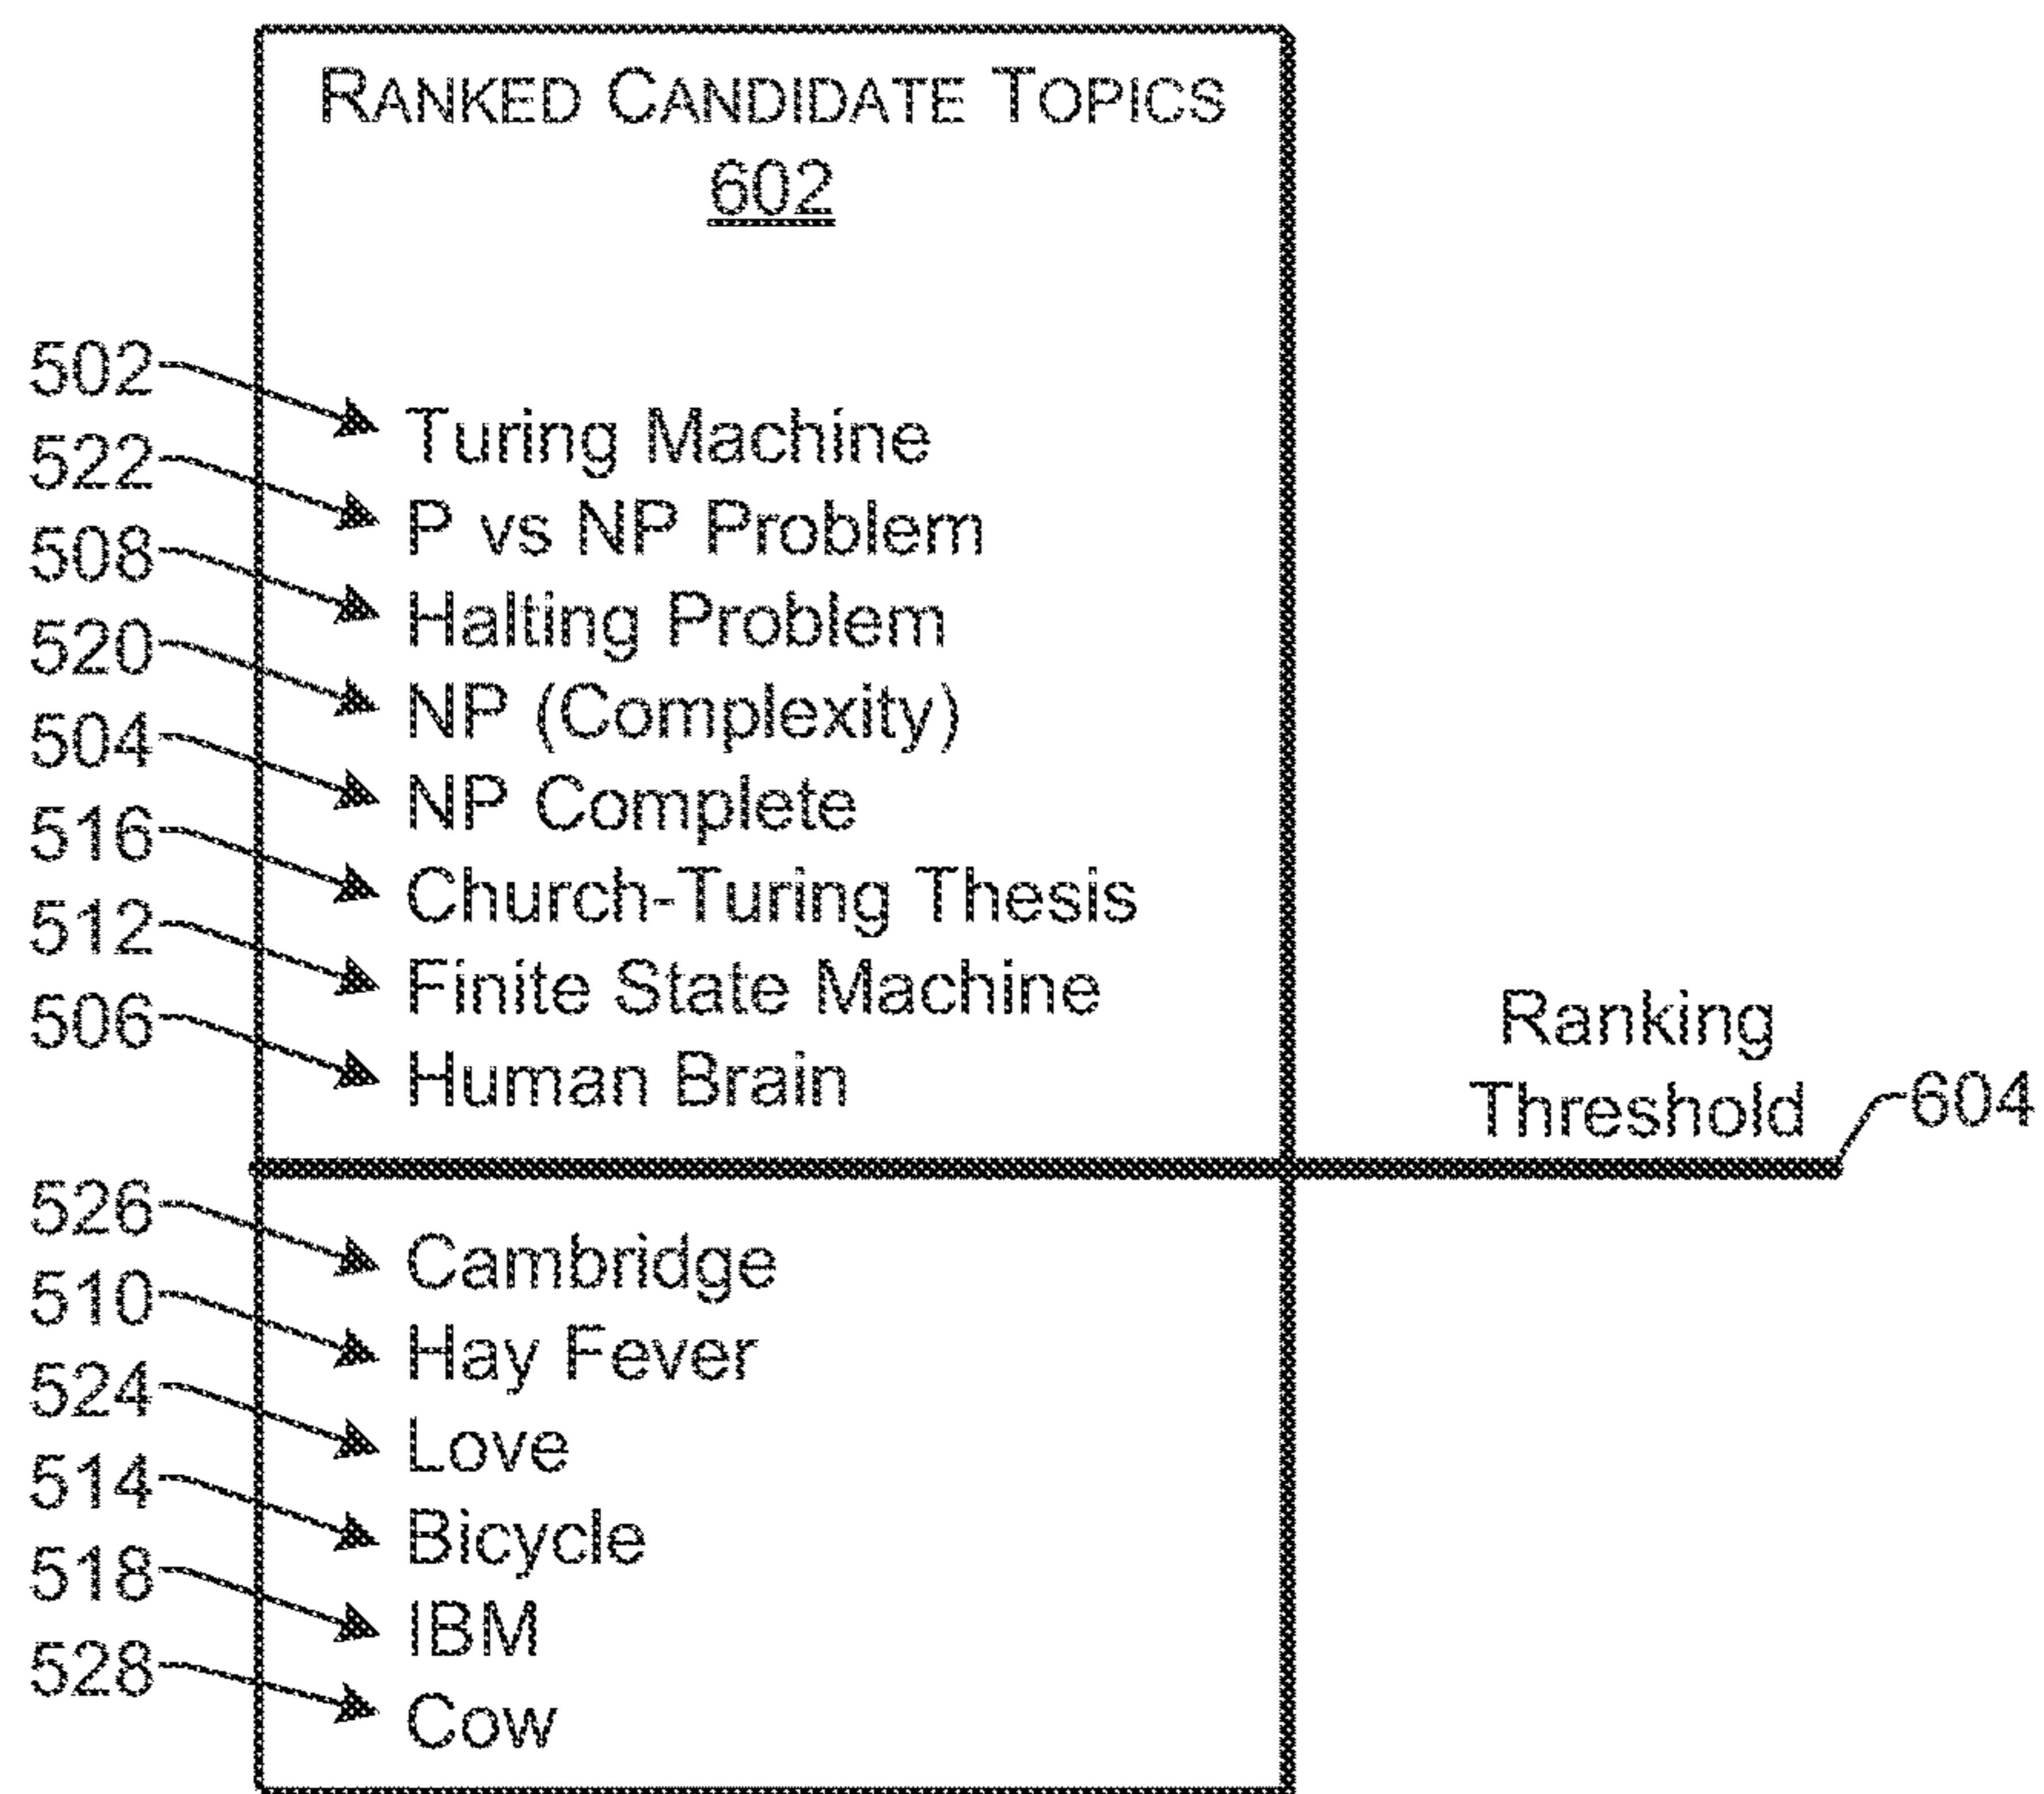 RANKED CANDIDATE TOPICS
602
502 Turing Machine
522 P vs NP Problem
508 Halting Problem
520 NP (Complexity)
504 NP Complete
516 Church-Turing Thesis
512 Finite State Machine
506 Human Brain
Ranking
Threshold 604
526 Cambridge
510 Hay Fever
524 Love
514 Bicycle
518 IBM
528 Cow